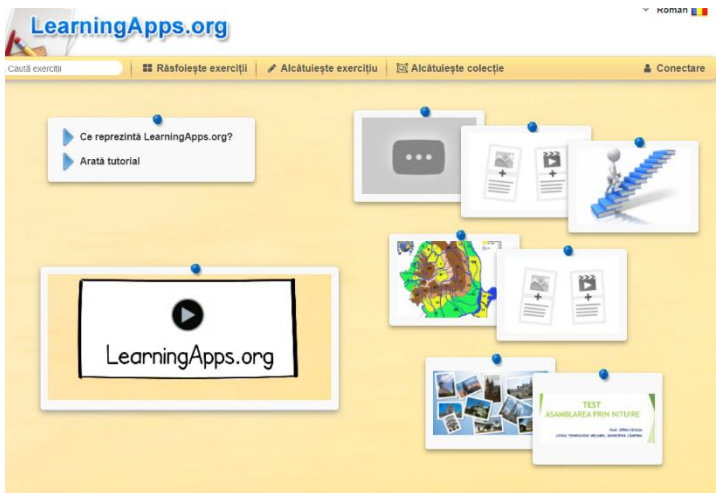 Român
LearningApps.org
Caută exerciții
Răsfoiește exerciții
Alcătuiește exercițiu
Alcătuiește colecție
Conectare
Ce reprezintă LearningApps.org?
Arată tutorial
LearningApps.org
TEST
ASAMBLAREA PRIN NITUIRE